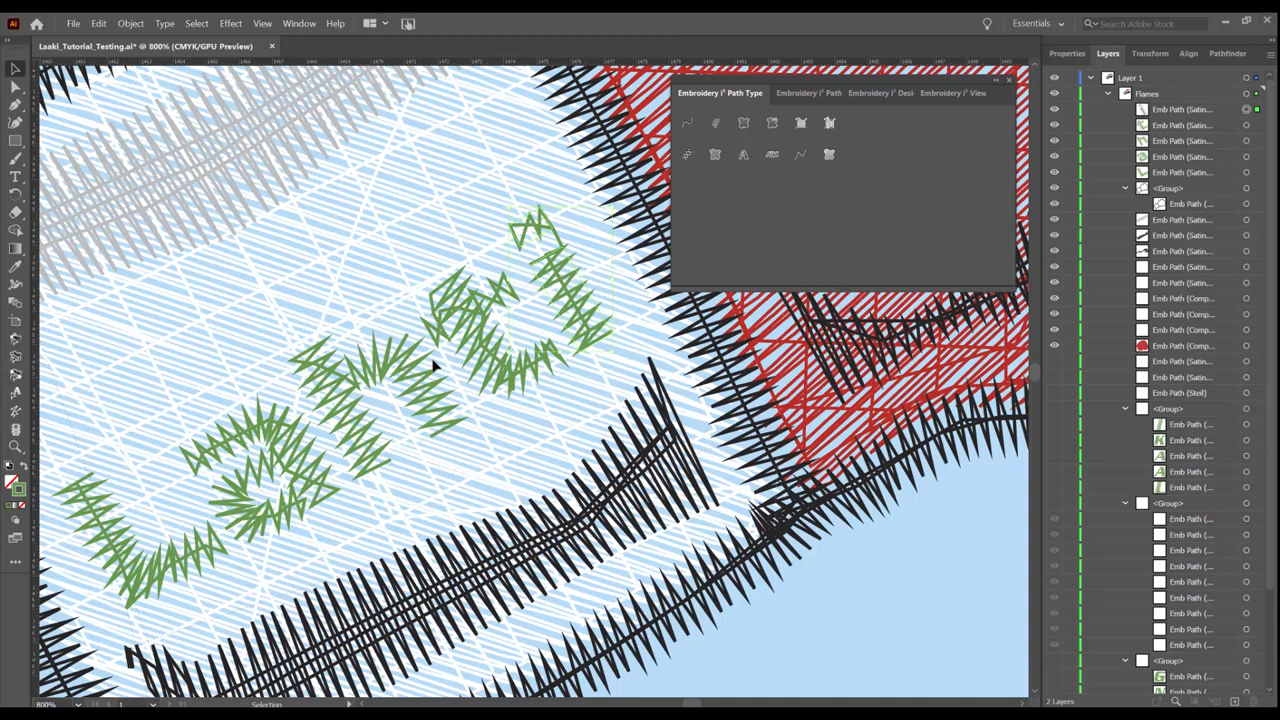 Ai File Edit Object Type Select Effect View Window Help Essentials Search Adobe Stock
Laaki_Tutorial_Testing.ai* @ 800% (CMYK/GPU Preview)
Properties Layers Transform Align Pathfinder
Embroidery i² Path Type Embroidery i² Path Embroidery i² Desi Embroidery i² View
Layer 1
Flames
Emb Path (Satin...
Emb Path (Satin...
Emb Path (Satin...
Emb Path (Satin...
Emb Path (Satin...
<Group>
Emb Path (...
Emb Path (Satin...
Emb Path (Satin...
Emb Path (Satin...
Emb Path (Satin...
Emb Path (Satin...
Emb Path (Comp...
Emb Path (Comp...
Emb Path (Comp...
Emb Path (Comp...
Emb Path (Satin...
Emb Path (Satin...
Emb Path (Steil)
<Group>
Emb Path (...
Emb Path (...
Emb Path (...
Emb Path (...
Emb Path (...
<Group>
Emb Path (...
Emb Path (...
Emb Path (...
Emb Path (...
Emb Path (...
Emb Path (...
Emb Path (...
Emb Path (...
Emb Path (...
<Group>
Emb Path (...
Emb Path (...
800% 1 Selection
2 Layers